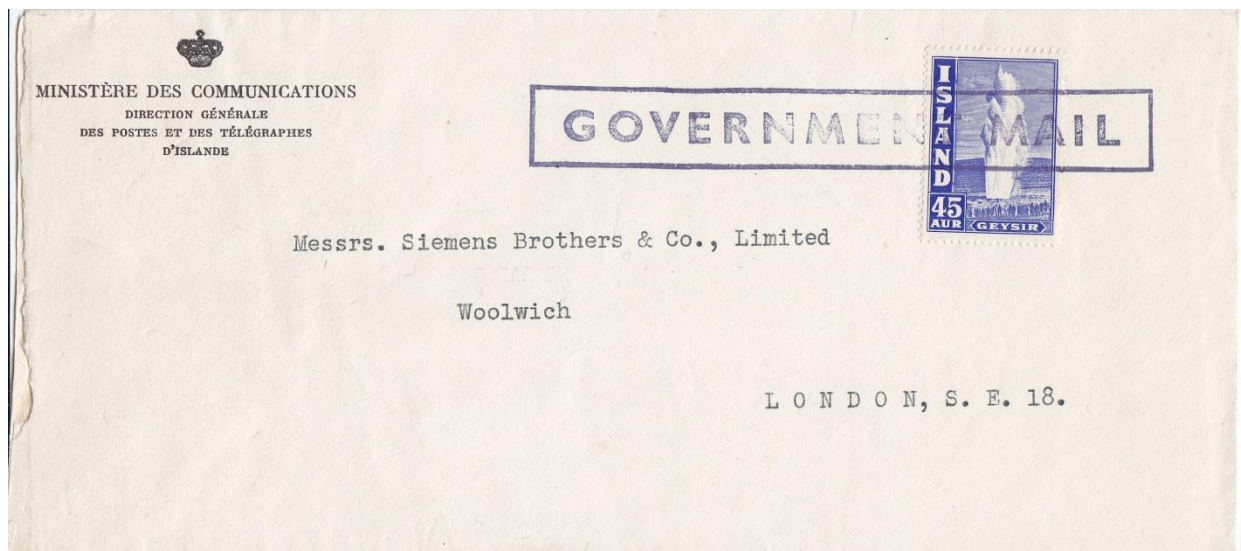 MINISTÈRE DES COMMUNICATIONS
DIRECTION GÉNÉRALE
DES POSTES ET DES TÉLÉGRAPHES
D'ISLANDE
GOVERNMENT MAIL
ISLAND
45
AUR
GEYSIR
Messrs. Siemens Brothers & Co., Limited
Woolwich
LONDON, S. E. 18.